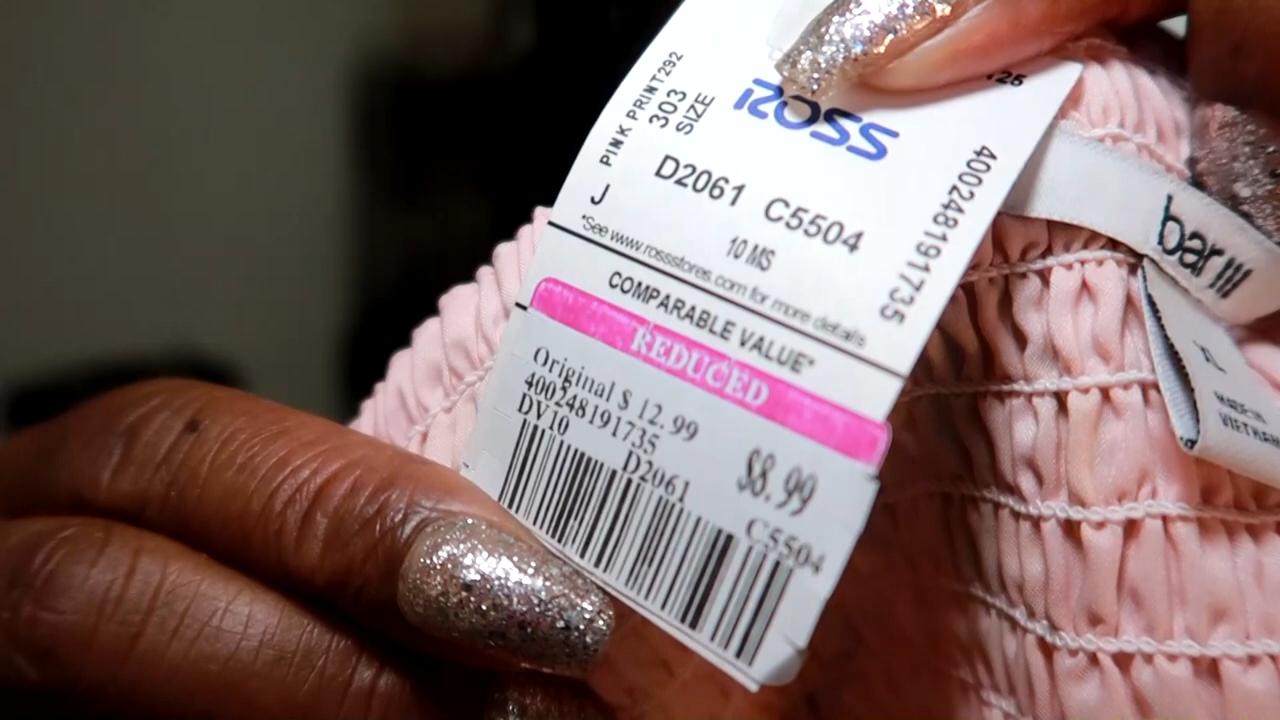 PINK PRINT292
303
SIZE
J
ROSS
D2061 C5504
10 MS
400248191735
*See www.rossstores.com for more details
COMPARABLE VALUE*
REDUCED
Original $ 12.99
400248191735
DV10
D2061
$8.99
C5504
bar III
XL
MADE IN
VIETNAM